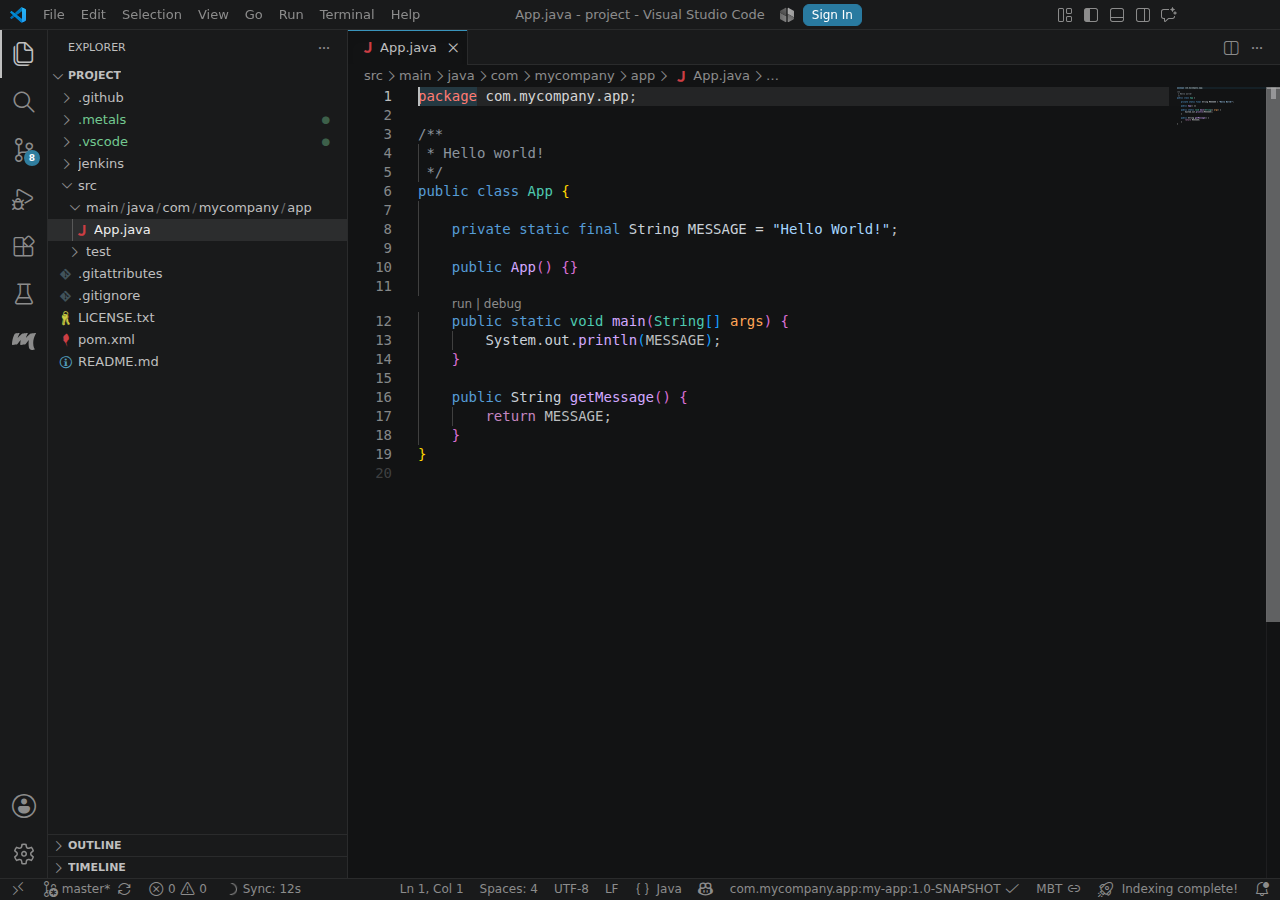 File Edit Selection View Go Run Terminal Help App.java - project - Visual Studio Code Sign In
EXPLORER
PROJECT
.github
.metals
.vscode
jenkins
src
main/java/com/mycompany/app
App.java
test
.gitattributes
.gitignore
LICENSE.txt
pom.xml
README.md
OUTLINE
TIMELINE
App.java
src main java com mycompany app App.java ...
1 package com.mycompany.app;
2
3 /**
4  * Hello world!
5  */
6 public class App {
7
8     private static final String MESSAGE = "Hello World!";
9
10     public App() {}
11
run | debug
12     public static void main(String[] args) {
13         System.out.println(MESSAGE);
14     }
15
16     public String getMessage() {
17         return MESSAGE;
18     }
19 }
20
8
master* 0 0 Sync: 12s Ln 1, Col 1 Spaces: 4 UTF-8 LF { } Java com.mycompany.app:my-app:1.0-SNAPSHOT MBT Indexing complete!